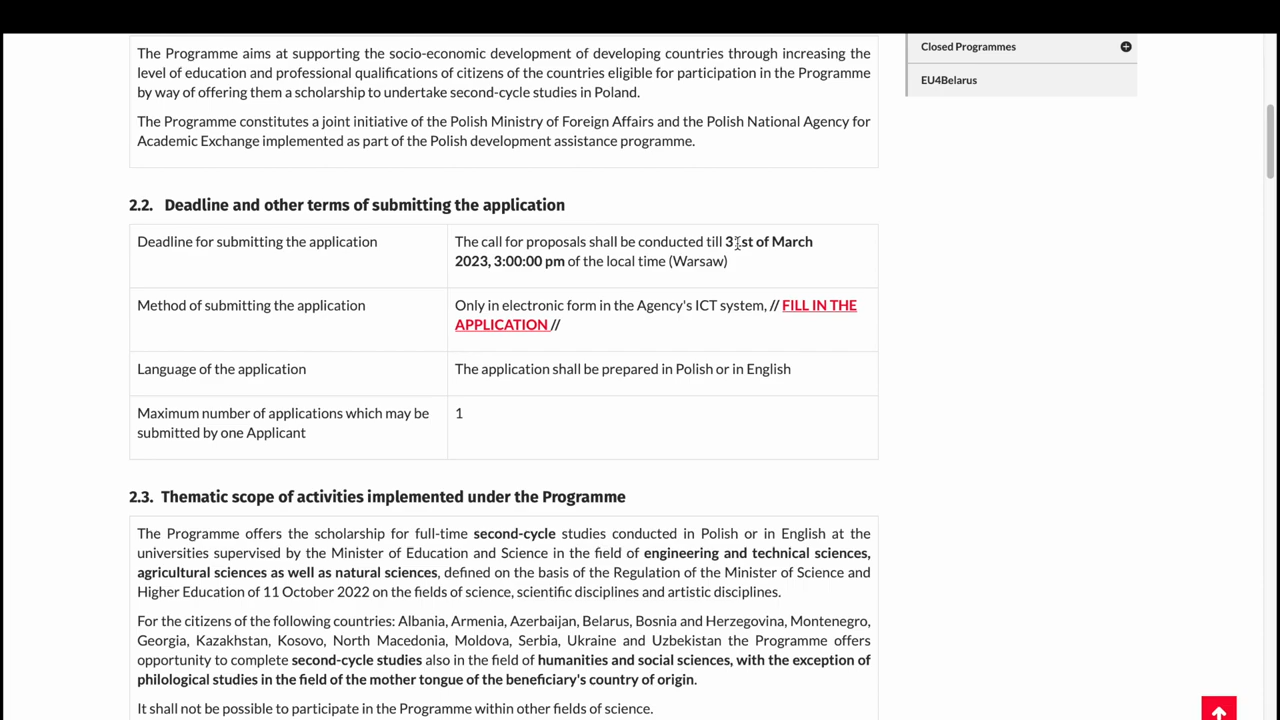 The Programme aims at supporting the socio-economic development of developing countries through increasing the
level of education and professional qualifications of citizens of the countries eligible for participation in the Programme
by way of offering them a scholarship to undertake second-cycle studies in Poland.
The Programme constitutes a joint initiative of the Polish Ministry of Foreign Affairs and the Polish National Agency for
Academic Exchange implemented as part of the Polish development assistance programme.
Closed Programmes
EU4Belarus
2.2. Deadline and other terms of submitting the application
Deadline for submitting the application
The call for proposals shall be conducted till 31st of March
2023, 3:00:00 pm of the local time (Warsaw)
Method of submitting the application
Only in electronic form in the Agency's ICT system, // FILL IN THE
APPLICATION //
Language of the application
The application shall be prepared in Polish or in English
Maximum number of applications which may be
submitted by one Applicant
1
2.3. Thematic scope of activities implemented under the Programme
The Programme offers the scholarship for full-time second-cycle studies conducted in Polish or in English at the
universities supervised by the Minister of Education and Science in the field of engineering and technical sciences,
agricultural sciences as well as natural sciences, defined on the basis of the Regulation of the Minister of Science and
Higher Education of 11 October 2022 on the fields of science, scientific disciplines and artistic disciplines.
For the citizens of the following countries: Albania, Armenia, Azerbaijan, Belarus, Bosnia and Herzegovina, Montenegro,
Georgia, Kazakhstan, Kosovo, North Macedonia, Moldova, Serbia, Ukraine and Uzbekistan the Programme offers
opportunity to complete second-cycle studies also in the field of humanities and social sciences, with the exception of
philological studies in the field of the mother tongue of the beneficiary's country of origin.
It shall not be possible to participate in the Programme within other fields of science.